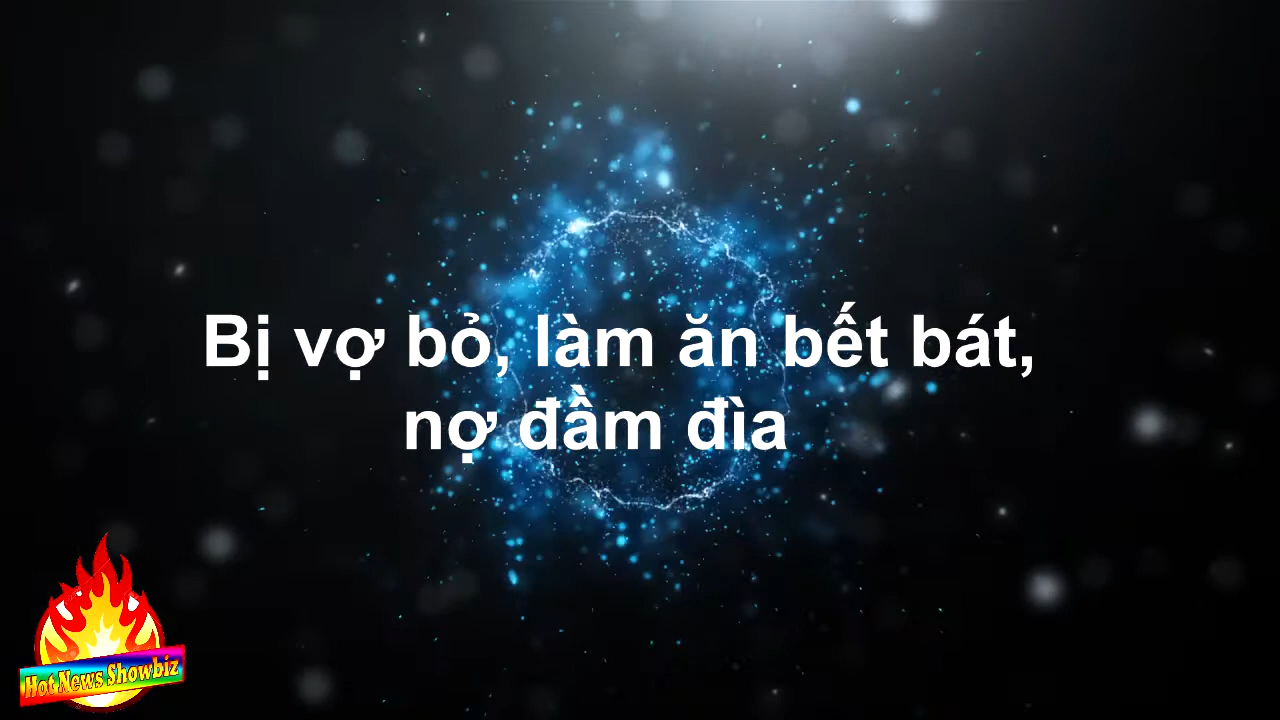 Bị vợ bỏ, làm ăn bết bát,
nợ đầm đìa
Hot News Showbiz